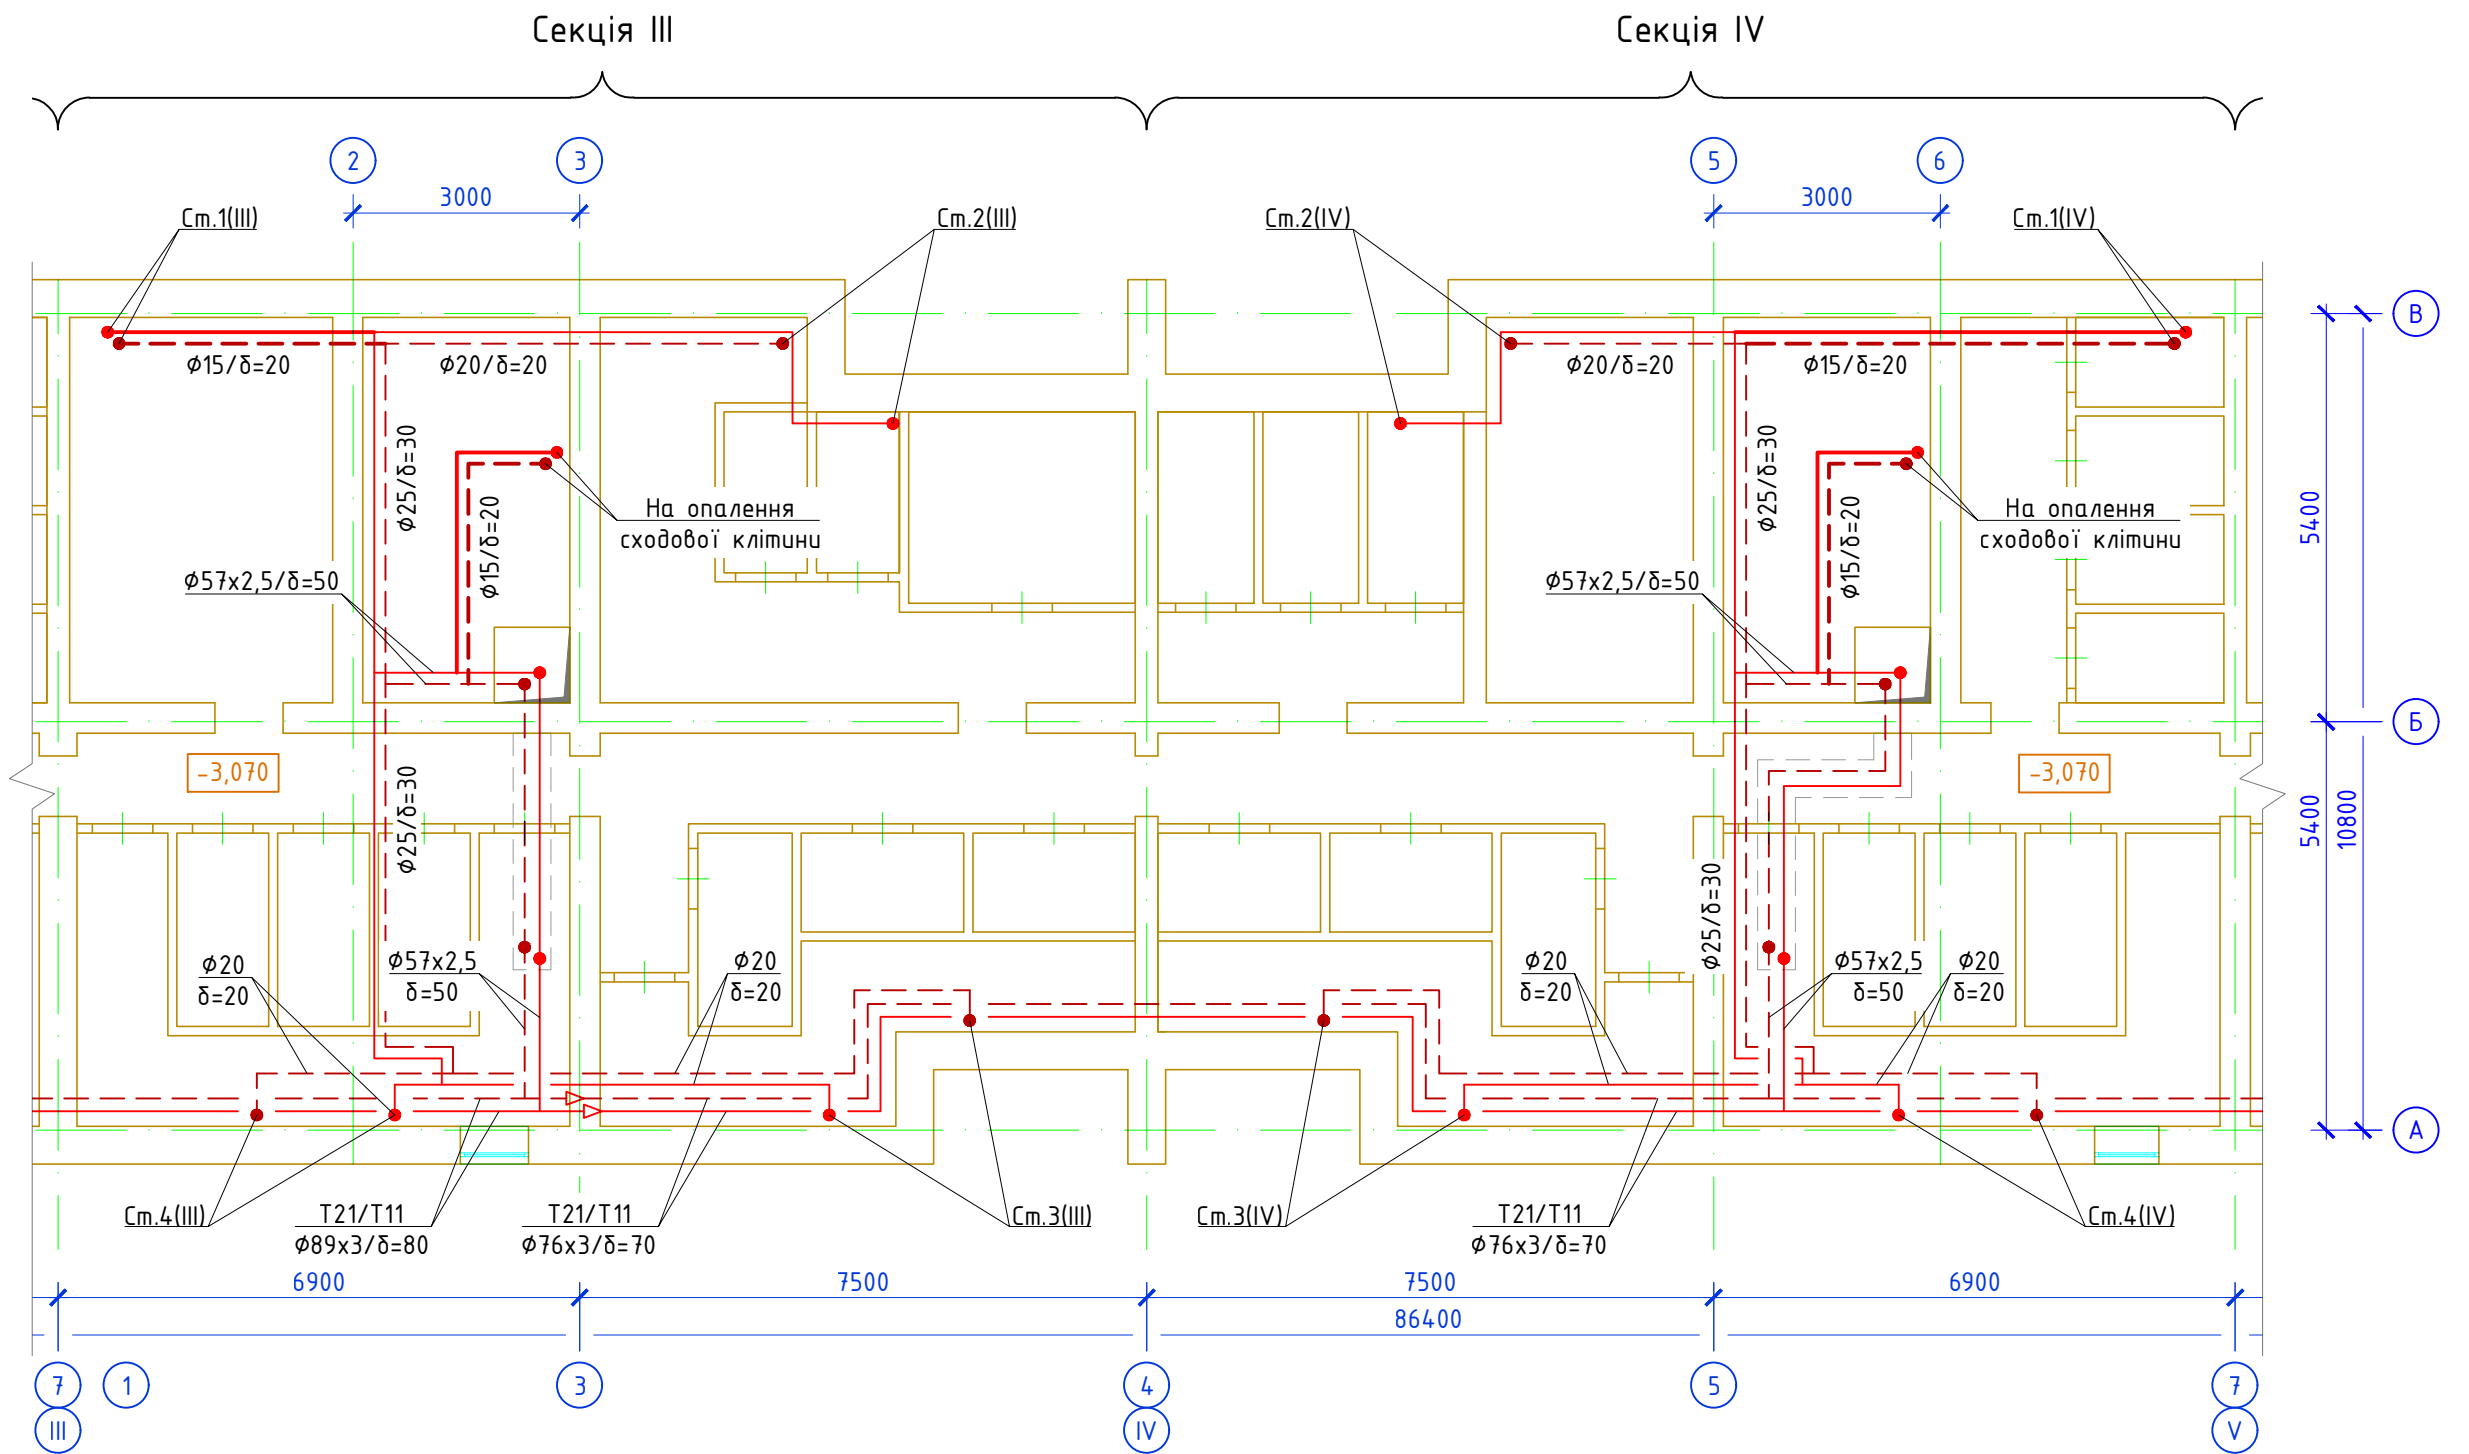 Секція III
Секція IV
2
3
5
6
3000
3000
Ст.1(III)
Ст.2(III)
Ст.2(IV)
Ст.1(IV)
В
Ф15/δ=20
Ф20/δ=20
Ф20/δ=20
Ф15/δ=20
Ф25/δ=30
Ф15/δ=20
На опалення
сходової клітини
Ф25/δ=30
Ф15/δ=20
На опалення
сходової клітини
5400
Ф57х2,5/δ=50
Ф57х2,5/δ=50
Б
-3,070
-3,070
Ф25/δ=30
Ф25/δ=30
5400
10800
Ф20
δ=20
Ф57х2,5
δ=50
Ф20
δ=20
Ф20
δ=20
Ф57х2,5
δ=50
Ф20
δ=20
А
Ст.4(III)
Т21/Т11
Ф89х3/δ=80
Т21/Т11
Ф76х3/δ=70
Ст.3(III)
Ст.3(IV)
Т21/Т11
Ф76х3/δ=70
Ст.4(IV)
6900
7500
7500
6900
86400
7
1
3
4
5
7
III
IV
V